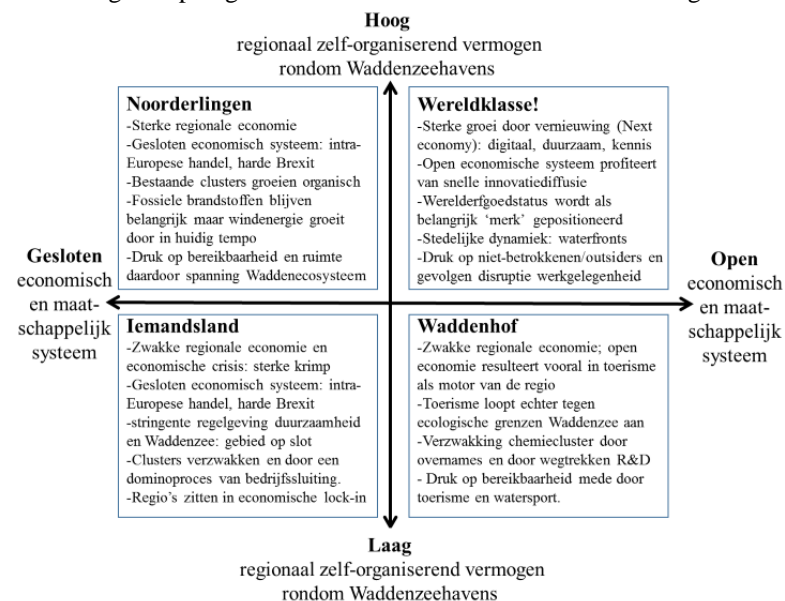 Hoog
regionaal zelf-organiserend vermogen
rondom Waddenzeehavens
Noorderlingen
-Sterke regionale economie
-Gesloten economisch systeem: intra-
Europese handel, harde Brexit
-Bestaande clusters groeien organisch
-Fossiele brandstoffen blijven
belangrijk maar windenergie groeit
door in huidig tempo
-Druk op bereikbaarheid en ruimte
daardoor spanning Waddenecosysteem
Wereldklasse!
-Sterke groei door vernieuwing (Next
economy): digitaal, duurzaam, kennis
-Open economische systeem profiteert
van snelle innovatiediffusie
-Werelderfgoedstatus wordt als
belangrijk ‘merk’ gepositioneerd
-Stedelijke dynamiek: waterfronts
-Druk op niet-betrokkenen/outsiders en
gevolgen disruptie werkgelegenheid
Gesloten
economisch
en maat-
schappelijk
systeem
Open
economisch
en maat-
schappelijk
systeem
Iemandsland
-Zwakke regionale economie en
economische crisis: sterke krimp
-Gesloten economisch systeem: intra-
Europese handel, harde Brexit
-stringente regelgeving duurzaamheid
en Waddenzee: gebied op slot
-Clusters verzwakken en door een
dominoproces van bedrijfssluiting.
-Regio’s zitten in economische lock-in
Waddenhof
-Zwakke regionale economie; open
economie resulteert vooral in toerisme
als motor van de regio
-Toerisme loopt echter tegen
ecologische grenzen Waddenzee aan
-Verzwakking chemiecluster door
overnames en door wegtrekken R&D
- Druk op bereikbaarheid mede door
toerisme en watersport.
Laag
regionaal zelf-organiserend vermogen
rondom Waddenzeehavens